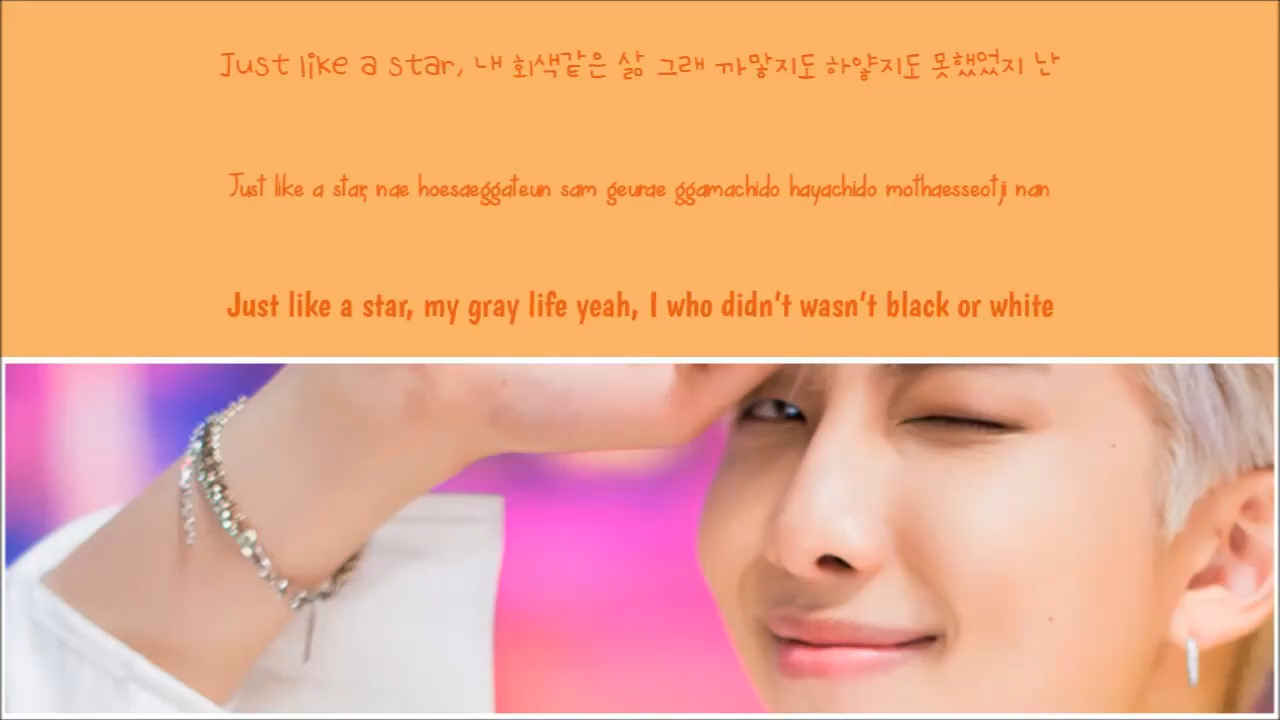 Just like a star, 내 회색같은 삶 그래 까맣지도 하얗지도 못했었지 난
Just like a star, nae hoesaeggateun sam geurae ggamachido hayachido mothaesseotji nan
Just like a star, my gray life yeah, I who didn't wasn't black or white